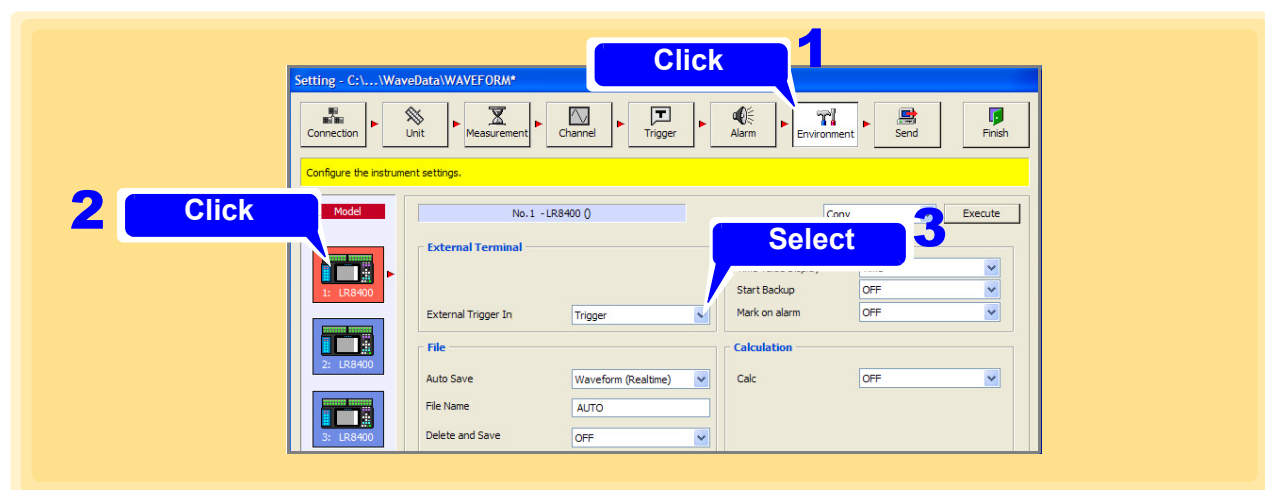 1
Click
Setting - C:\...\WaveData\WAVEFORM*
Connection
Unit
Measurement
Channel
Trigger
Alarm
Environment
Send
Finish
Configure the instrument settings.
2
Click
Model
No.1 - LR8400 ()
Copy
Execute
3
Select
External Terminal
1: LR8400
External Trigger In
Trigger
Start Backup
OFF
Mark on alarm
OFF
File
Calculation
2: LR8400
Auto Save
Waveform (Realtime)
Calc
OFF
File Name
AUTO
3: LR8400
Delete and Save
OFF